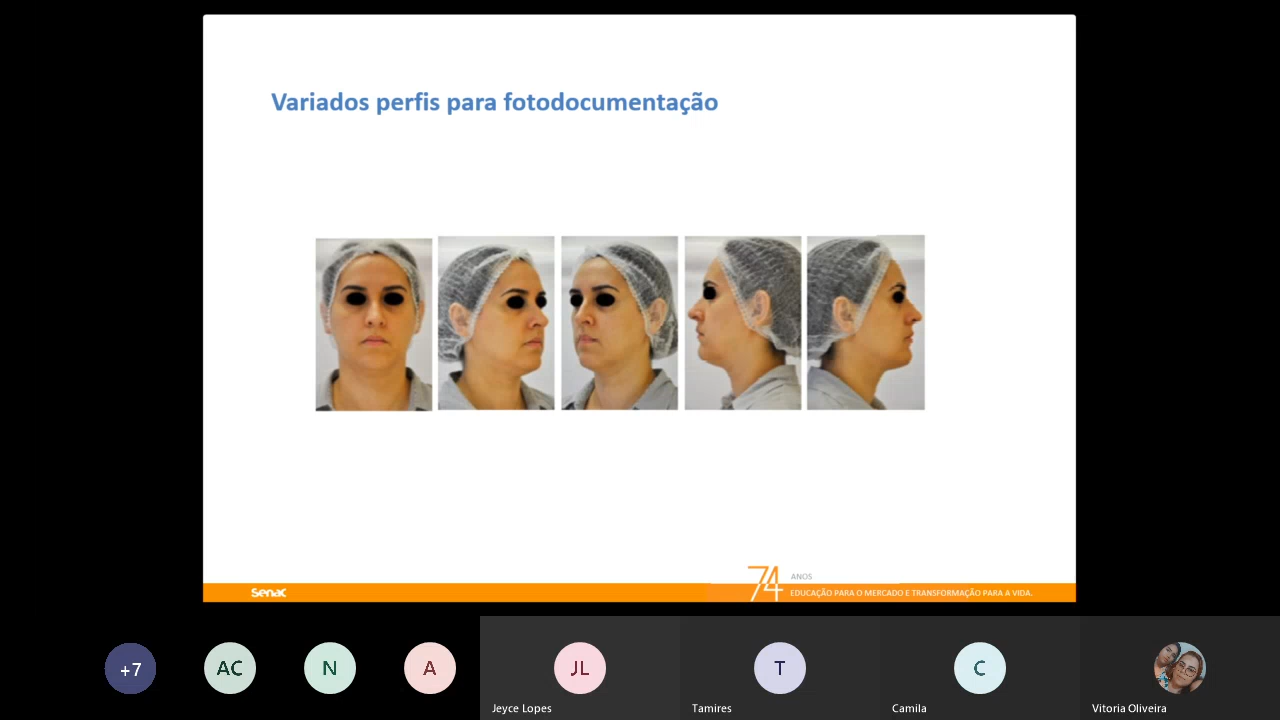 Variados perfis para fotodocumentação
Senac
74
ANOS
EDUCAÇÃO PARA O MERCADO E TRANSFORMAÇÃO PARA A VIDA.
+7
AC
N
A
JL
T
C
Jeyce Lopes
Tamires
Camila
Vitoria Oliveira